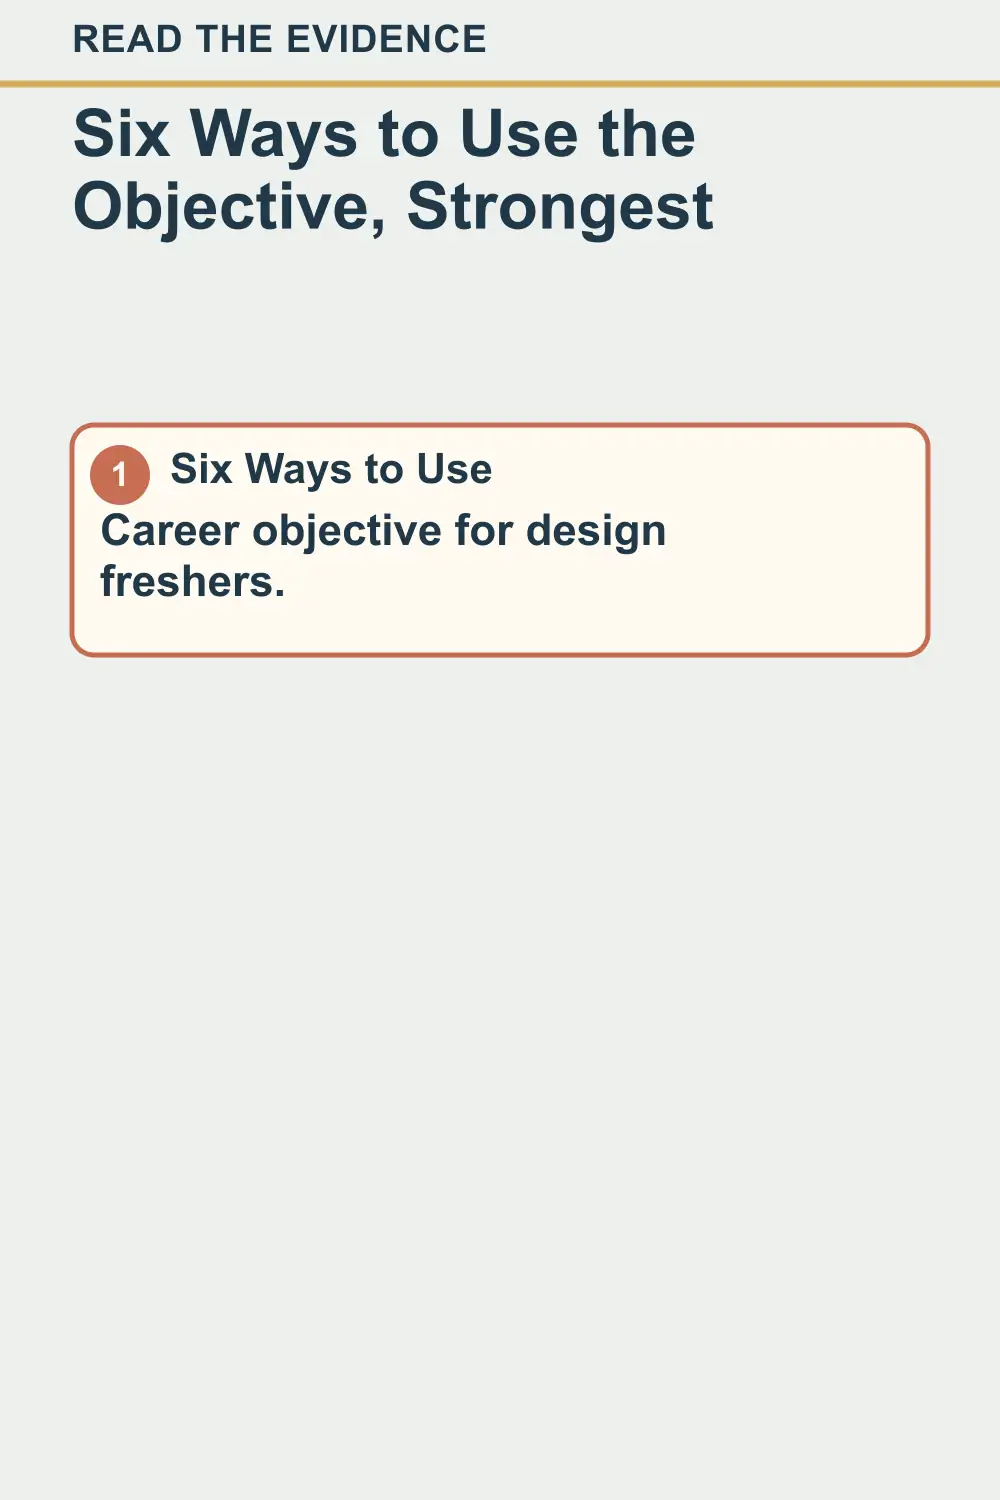 READ THE EVIDENCE
Six Ways to Use the
Objective, Strongest
1 Six Ways to Use
Career objective for design
freshers.